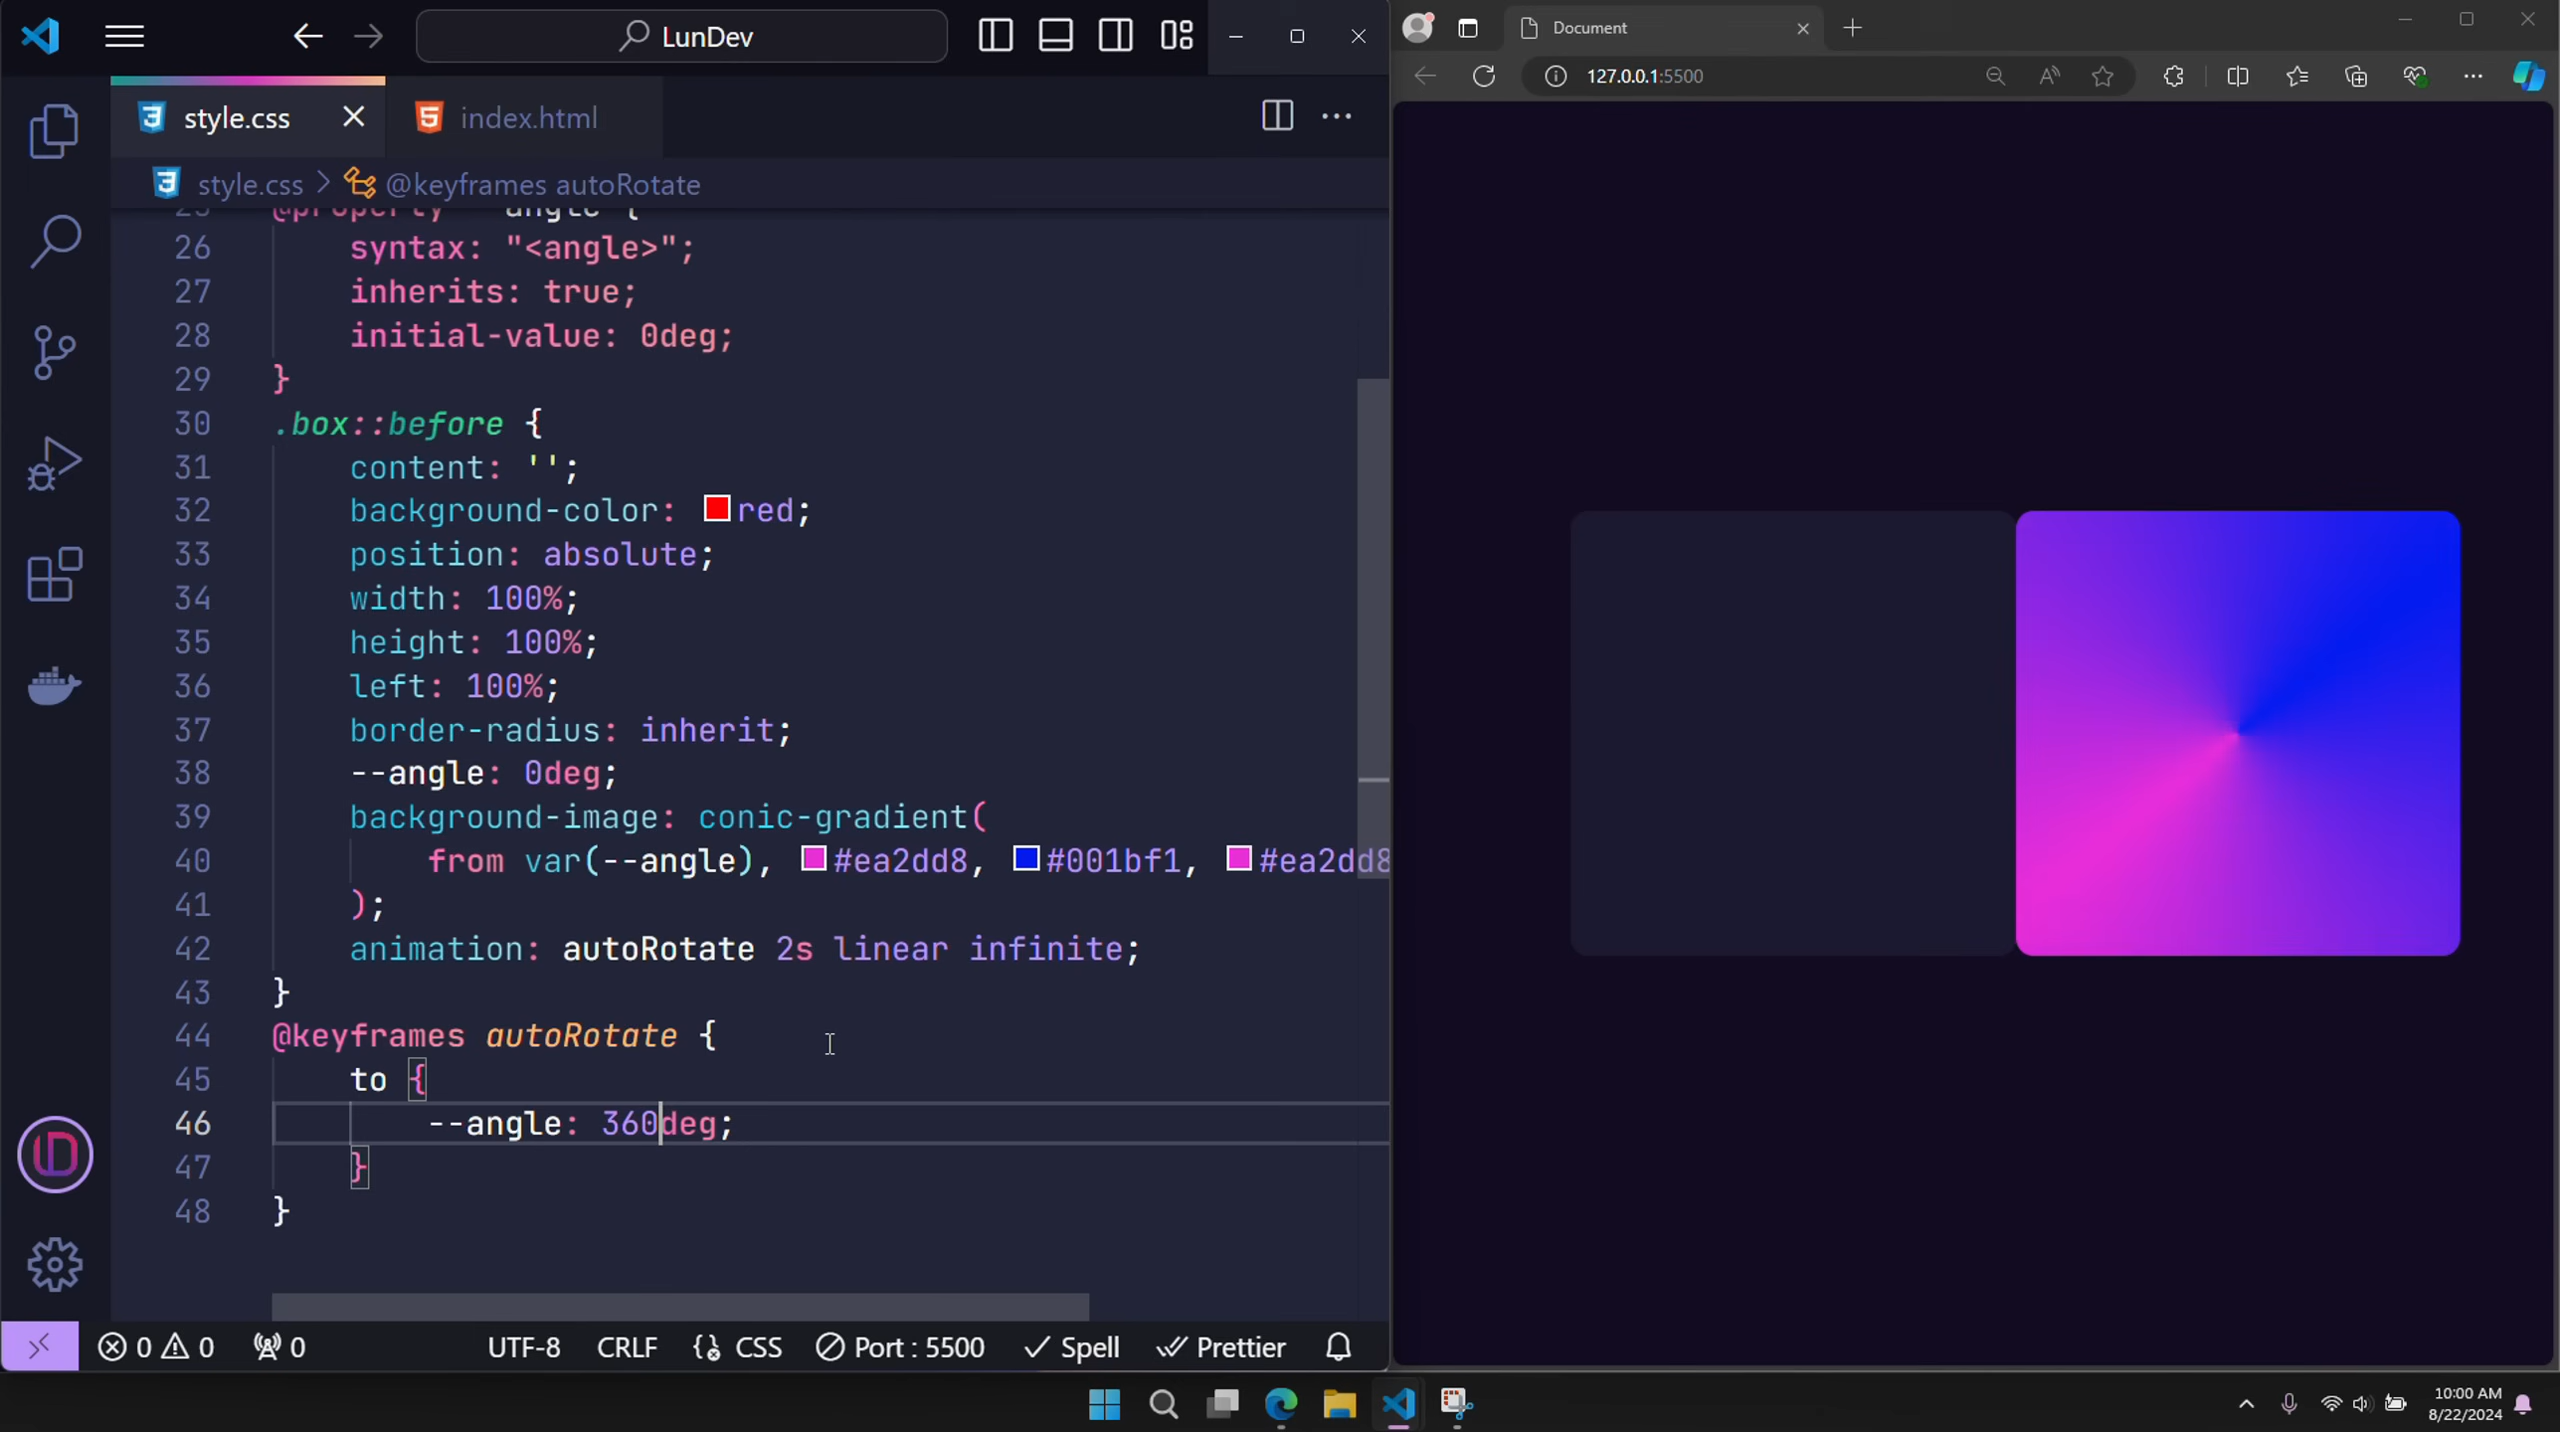 LunDev
style.css
index.html
style.css > @keyframes autoRotate
25 @property --angle {
26 syntax: "<angle>";
27 inherits: true;
28 initial-value: 0deg;
29 }
30 .box::before {
31 content: '';
32 background-color: red;
33 position: absolute;
34 width: 100%;
35 height: 100%;
36 left: 100%;
37 border-radius: inherit;
38 --angle: 0deg;
39 background-image: conic-gradient(
40 from var(--angle), #ea2dd8, #001bf1, #ea2dd8
41 );
42 animation: autoRotate 2s linear infinite;
43 }
44 @keyframes autoRotate {
45 to {
46 --angle: 360deg;
47 }
48 }
0 0 0 UTF-8 CRLF CSS Port : 5500 Spell Prettier
Document
127.0.0.1:5500
10:00 AM
8/22/2024